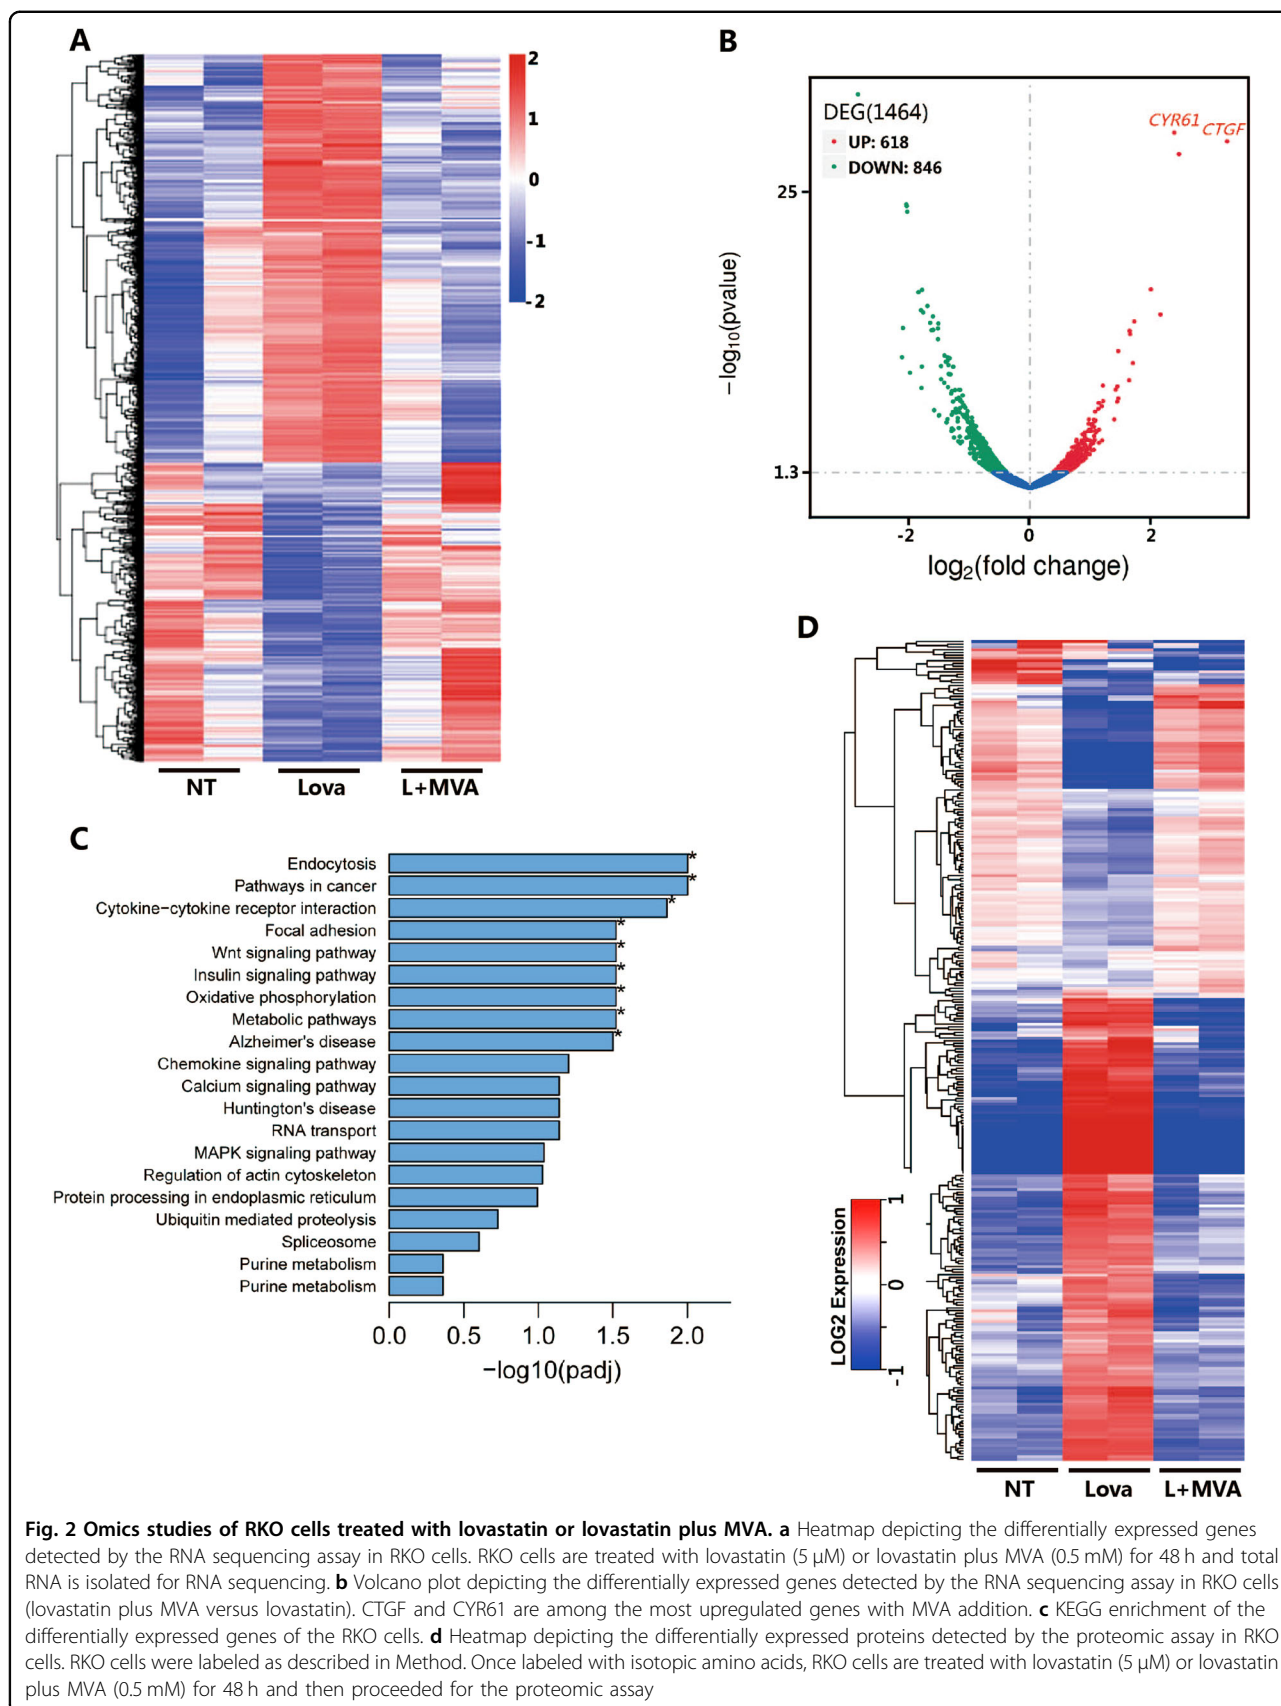 A
2
1
0
-1
-2
NT
Lova
L+MVA
B
DEG(1464)
UP: 618
DOWN: 846
CYR61
CTGF
25
1.3
−log10(pvalue)
-2
0
2
log2(fold change)
C
Endocytosis
Pathways in cancer
Cytokine−cytokine receptor interaction
Focal adhesion
Wnt signaling pathway
Insulin signaling pathway
Oxidative phosphorylation
Metabolic pathways
Alzheimer's disease
Chemokine signaling pathway
Calcium signaling pathway
Huntington's disease
RNA transport
MAPK signaling pathway
Regulation of actin cytoskeleton
Protein processing in endoplasmic reticulum
Ubiquitin mediated proteolysis
Spliceosome
Purine metabolism
Purine metabolism
*
*
*
*
*
*
*
*
*
0.0 0.5 1.0 1.5 2.0
−log10(padj)
D
LOG2 Expression
1
0
-1
NT
Lova
L+MVA
Fig. 2 Omics studies of RKO cells treated with lovastatin or lovastatin plus MVA. a Heatmap depicting the differentially expressed genes
detected by the RNA sequencing assay in RKO cells. RKO cells are treated with lovastatin (5 μM) or lovastatin plus MVA (0.5 mM) for 48 h and total
RNA is isolated for RNA sequencing. b Volcano plot depicting the differentially expressed genes detected by the RNA sequencing assay in RKO cells
(lovastatin plus MVA versus lovastatin). CTGF and CYR61 are among the most upregulated genes with MVA addition. c KEGG enrichment of the
differentially expressed genes of the RKO cells. d Heatmap depicting the differentially expressed proteins detected by the proteomic assay in RKO
cells. RKO cells were labeled as described in Method. Once labeled with isotopic amino acids, RKO cells are treated with lovastatin (5 μM) or lovastatin
plus MVA (0.5 mM) for 48 h and then proceeded for the proteomic assay